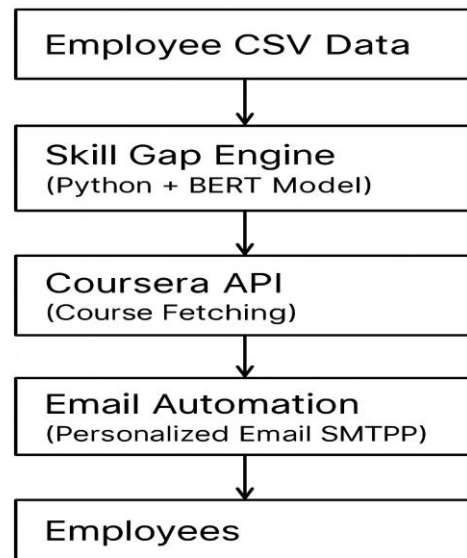 Employee CSV Data
Skill Gap Engine
(Python + BERT Model)
Coursera API
(Course Fetching)
Email Automation
(Personalized Email SMTPP)
Employees